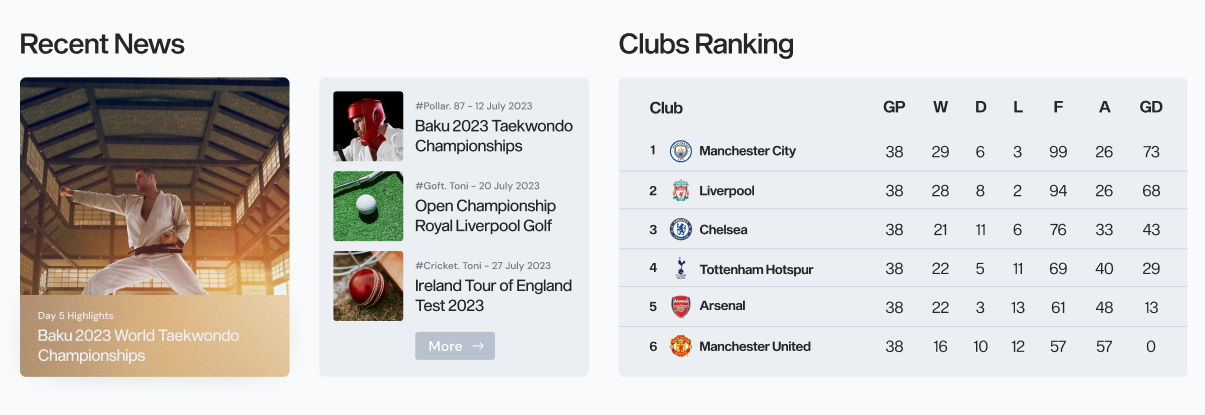 Recent News
Day 5 Highlights
Baku 2023 World Taekwondo
Championships
#Pollar. 87 - 12 July 2023
Baku 2023 Taekwondo
Championships
#Goft. Toni - 20 July 2023
Open Championship
Royal Liverpool Golf
#Cricket. Toni - 27 July 2023
Ireland Tour of England
Test 2023
More →
Clubs Ranking
Club GP W D L F A GD
1 Manchester City 38 29 6 3 99 26 73
2 Liverpool 38 28 8 2 94 26 68
3 Chelsea 38 21 11 6 76 33 43
4 Tottenham Hotspur 38 22 5 11 69 40 29
5 Arsenal 38 22 3 13 61 48 13
6 Manchester United 38 16 10 12 57 57 0